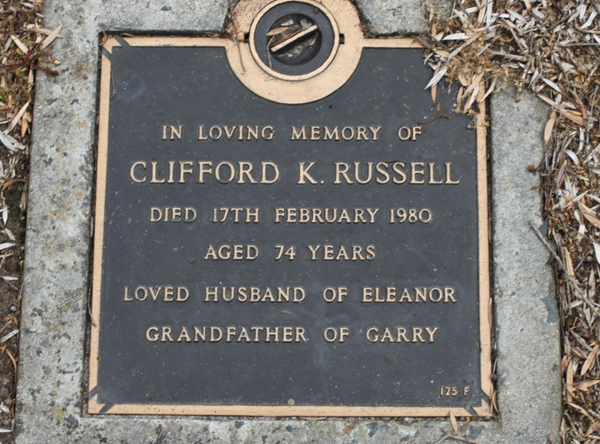 IN LOVING MEMORY OF
CLIFFORD K. RUSSELL
DIED 17TH FEBRUARY 1980
AGED 74 YEARS
LOVED HUSBAND OF ELEANOR
GRANDFATHER OF GARRY
125 F